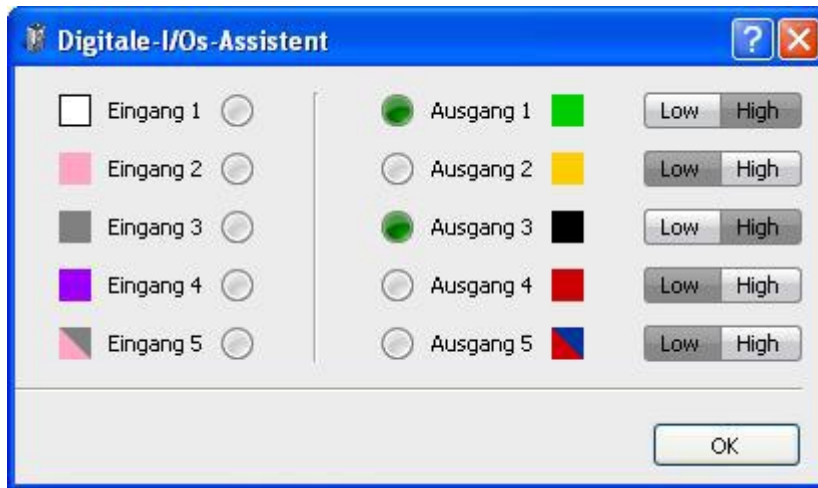 Digitale-I/Os-Assistent
Eingang 1 Ausgang 1 Low High
Eingang 2 Ausgang 2 Low High
Eingang 3 Ausgang 3 Low High
Eingang 4 Ausgang 4 Low High
Eingang 5 Ausgang 5 Low High
OK